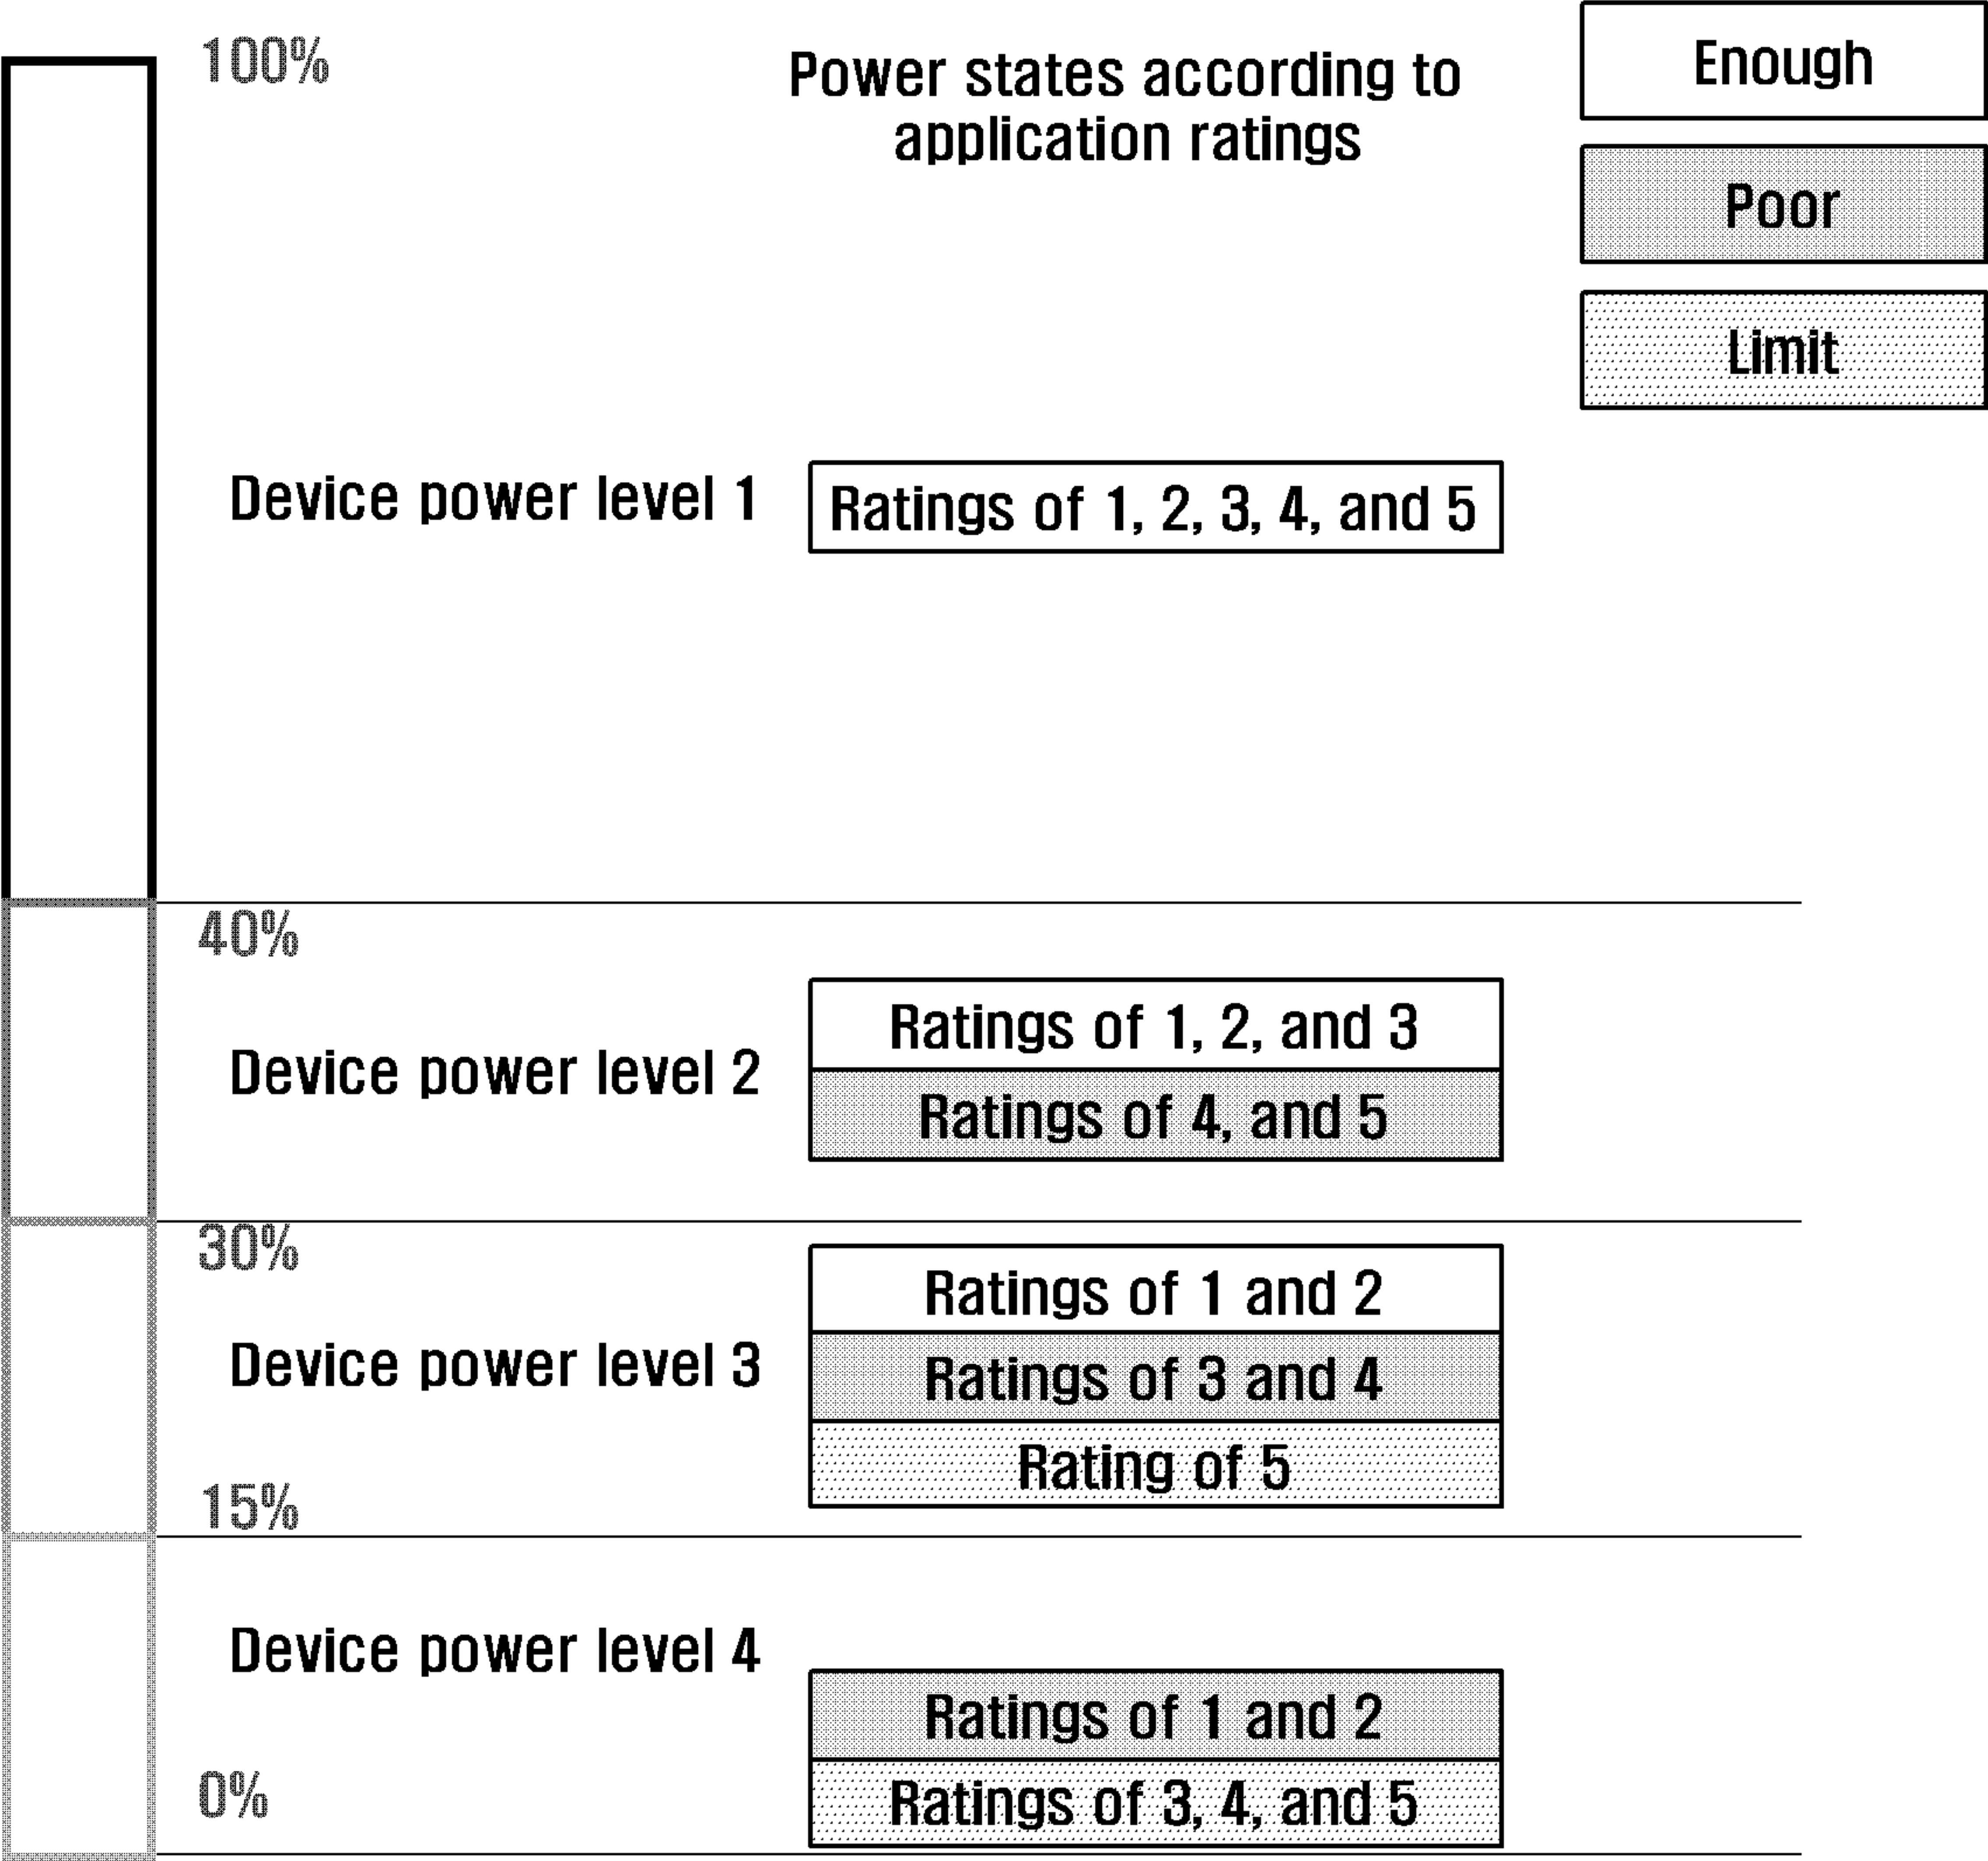 100%
Power states according to
application ratings
Enough
Poor
Limit
Device power level 1
Ratings of 1, 2, 3, 4, and 5
40%
Device power level 2
Ratings of 1, 2, and 3
Ratings of 4, and 5
30%
Device power level 3
Ratings of 1 and 2
Ratings of 3 and 4
Rating of 5
15%
Device power level 4
Ratings of 1 and 2
Ratings of 3, 4, and 5
0%